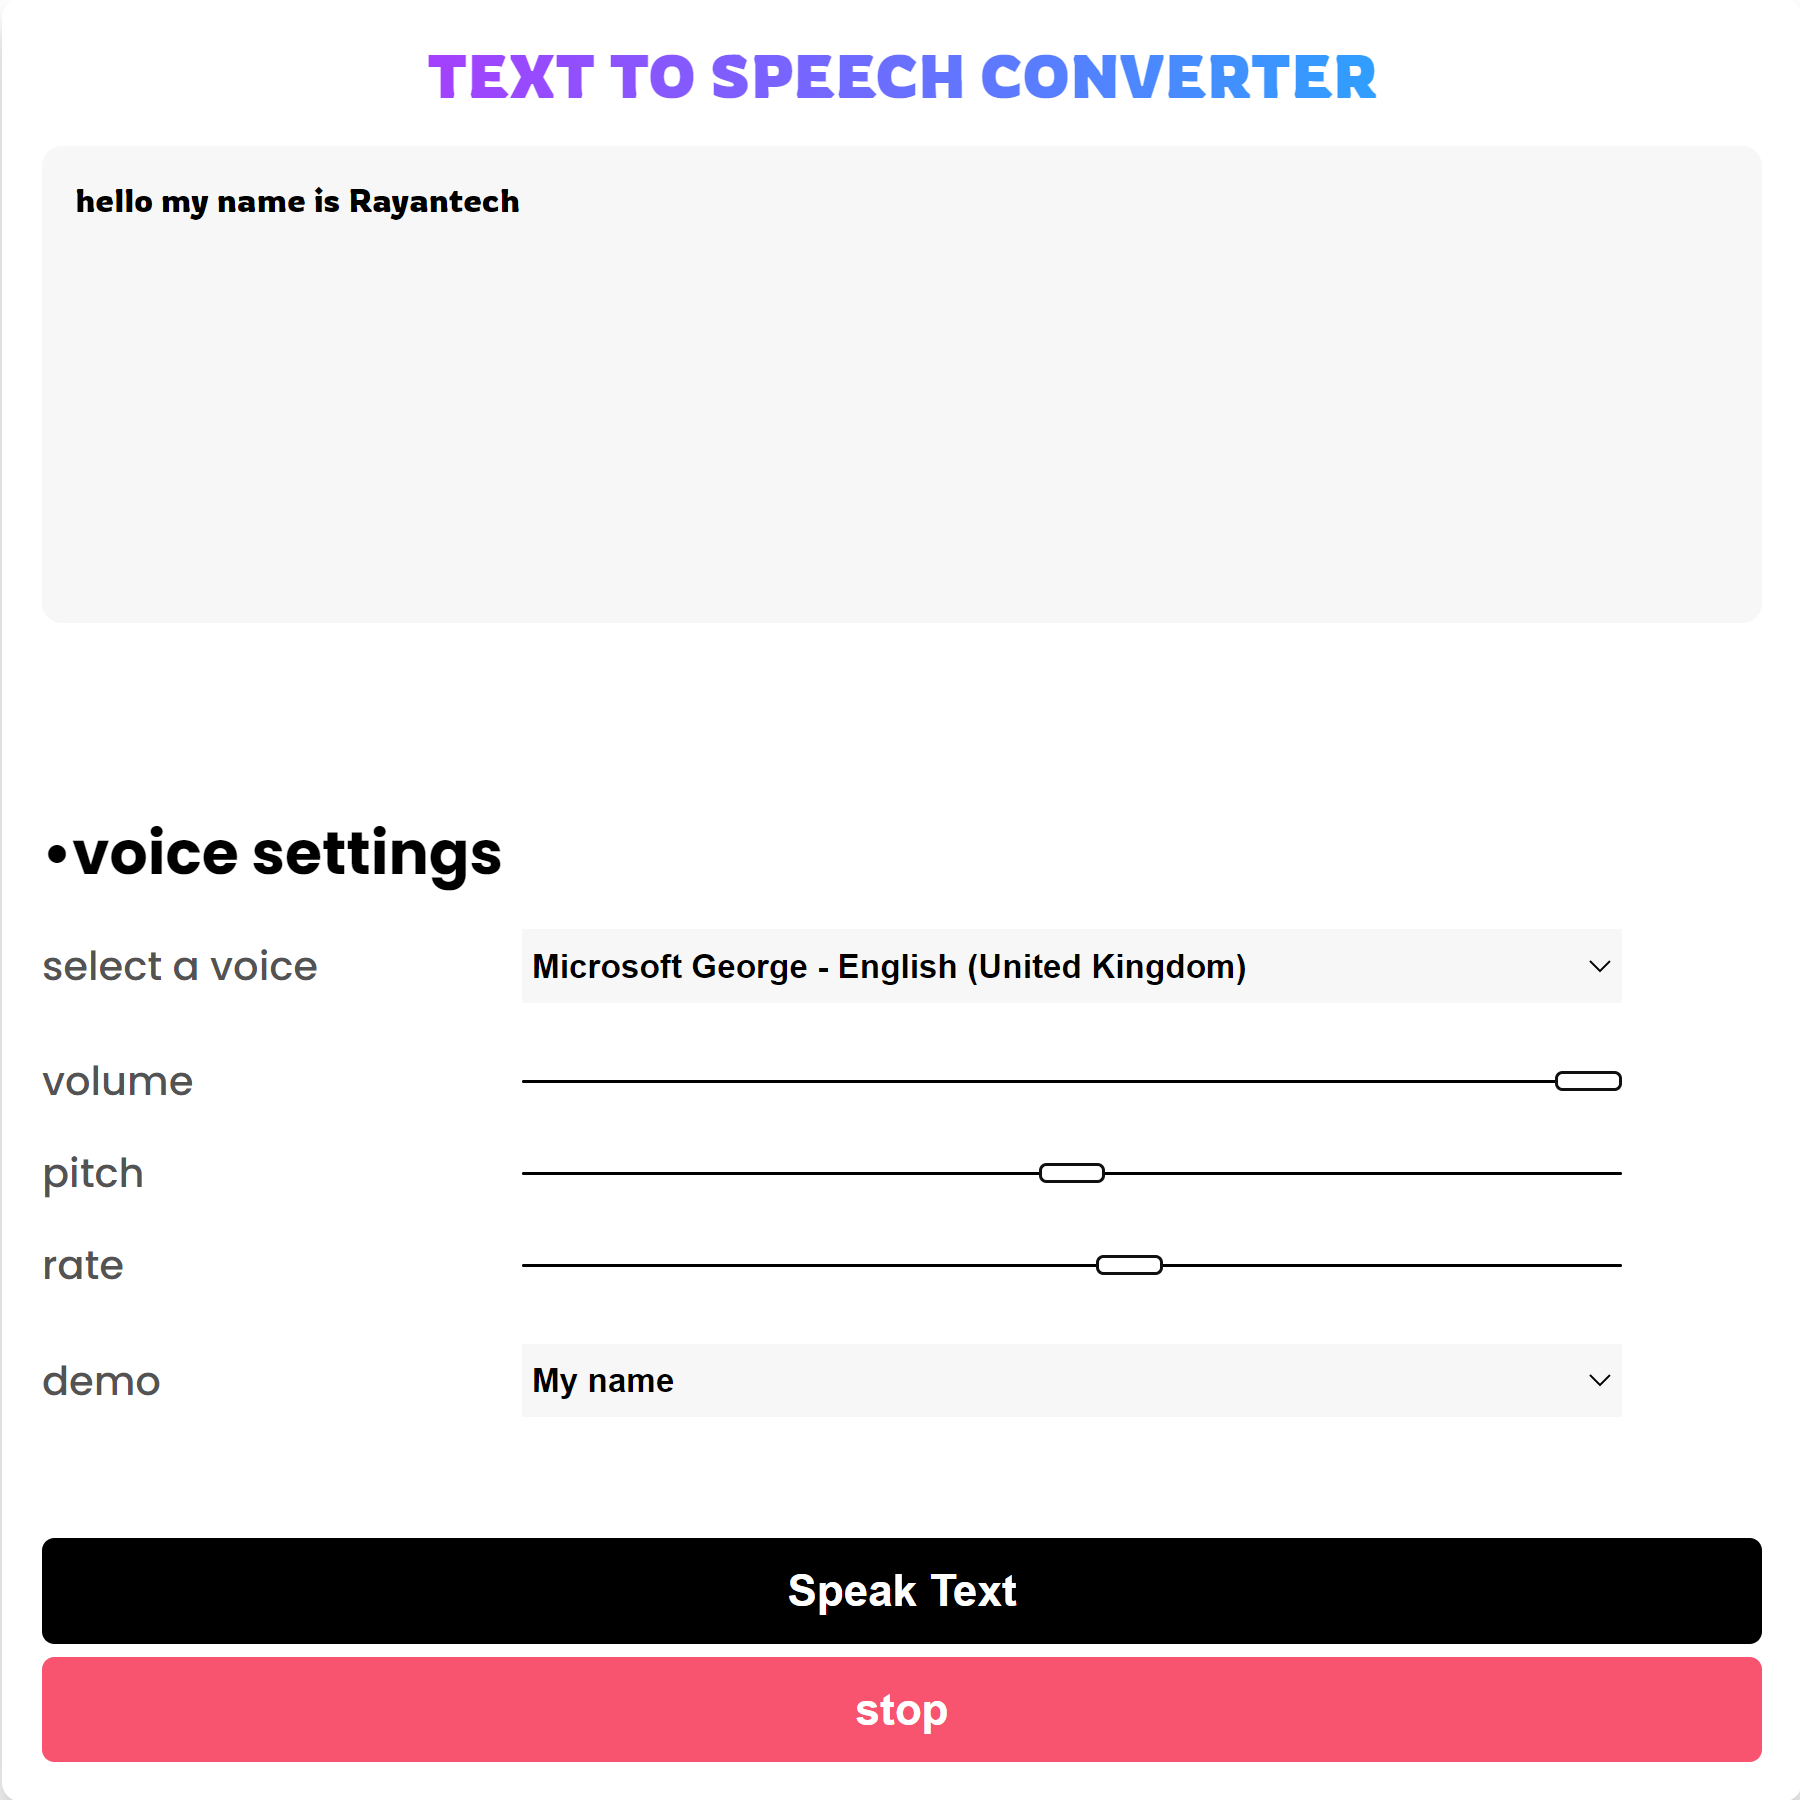 TEXT TO SPEECH CONVERTER
hello my name is Rayantech
•voice settings
select a voice
Microsoft George - English (United Kingdom)
volume
pitch
rate
demo
My name
Speak Text
stop